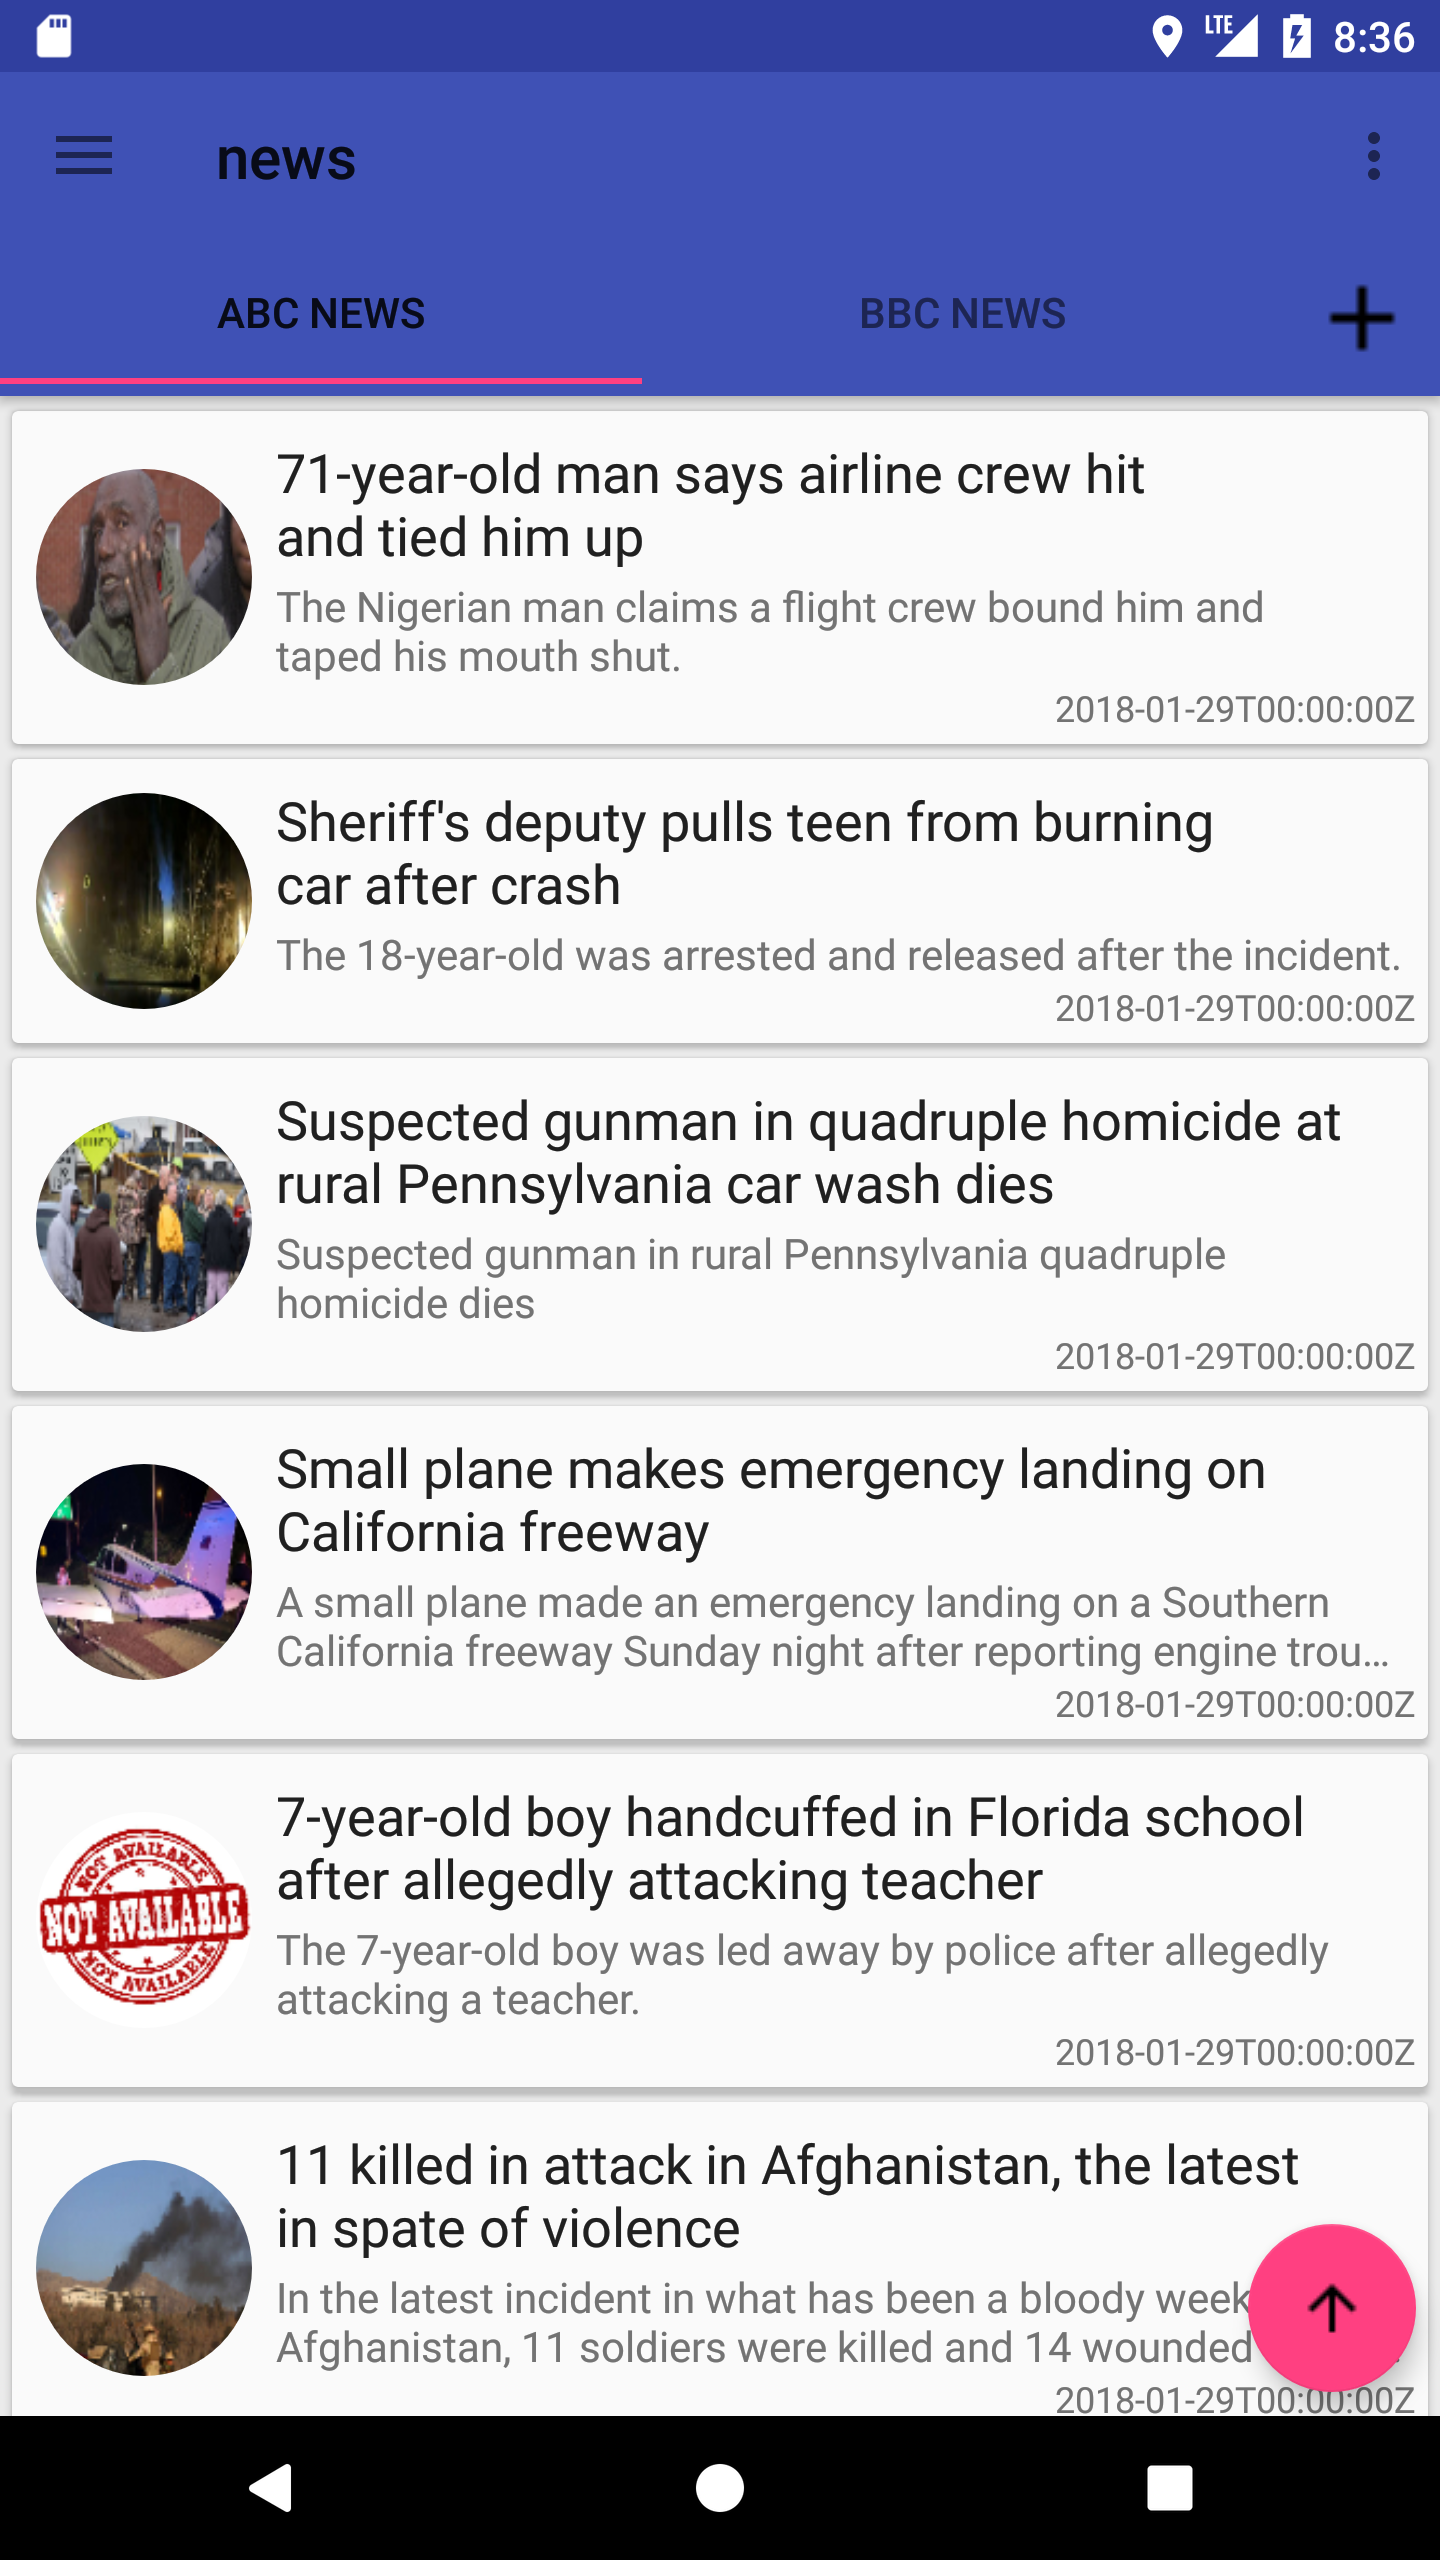 LTE 8:36
news
ABC NEWS BBC NEWS
71-year-old man says airline crew hit
and tied him up
The Nigerian man claims a flight crew bound him and
taped his mouth shut.
2018-01-29T00:00:00Z
Sheriff's deputy pulls teen from burning
car after crash
The 18-year-old was arrested and released after the incident.
2018-01-29T00:00:00Z
Suspected gunman in quadruple homicide at
rural Pennsylvania car wash dies
Suspected gunman in rural Pennsylvania quadruple
homicide dies
2018-01-29T00:00:00Z
Small plane makes emergency landing on
California freeway
A small plane made an emergency landing on a Southern
California freeway Sunday night after reporting engine trou...
2018-01-29T00:00:00Z
NOT AVAILABLE
NOT AVAILABLE
NOT AVAILABLE
7-year-old boy handcuffed in Florida school
after allegedly attacking teacher
The 7-year-old boy was led away by police after allegedly
attacking a teacher.
2018-01-29T00:00:00Z
11 killed in attack in Afghanistan, the latest
in spate of violence
In the latest incident in what has been a bloody week
Afghanistan, 11 soldiers were killed and 14 wounded
2018-01-29T00:00:00Z